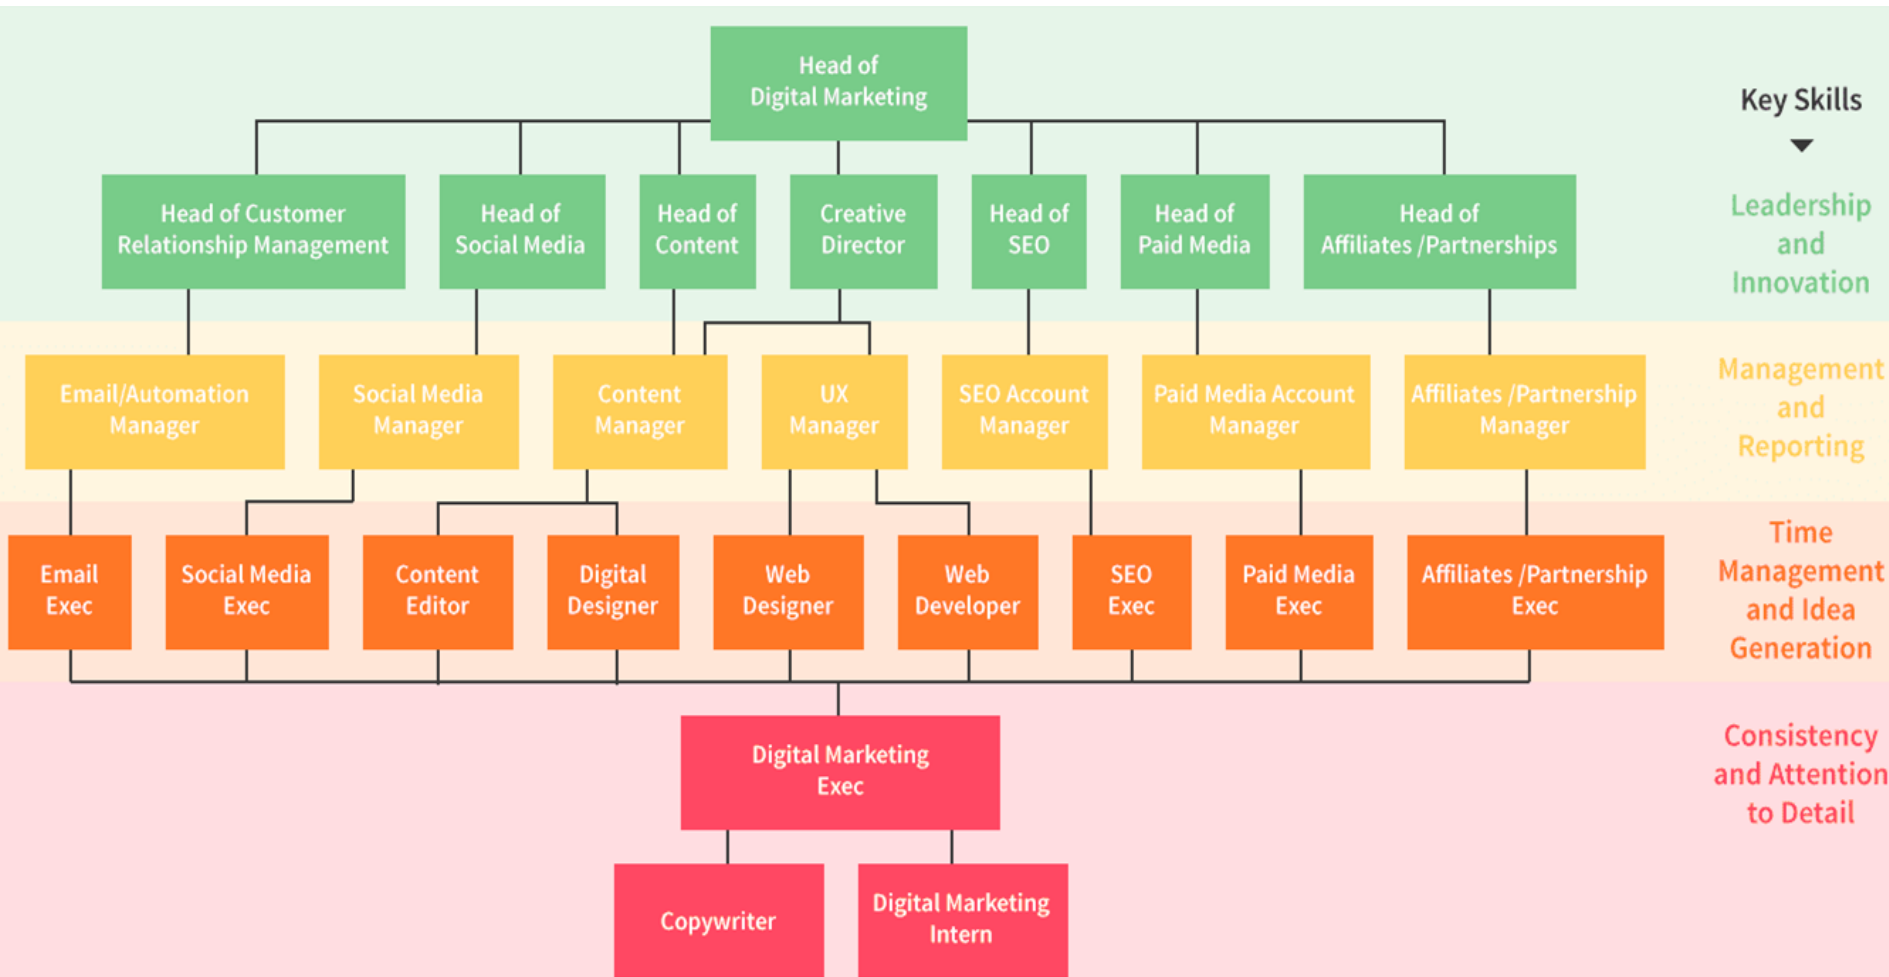 Head of
Digital Marketing
Key Skills
Head of Customer
Relationship Management
Head of
Social Media
Head of
Content
Creative
Director
Head of
SEO
Head of
Paid Media
Head of
Affiliates /Partnerships
Leadership
and
Innovation
Email/Automation
Manager
Social Media
Manager
Content
Manager
UX
Manager
SEO Account
Manager
Paid Media Account
Manager
Affiliates /Partnership
Manager
Management
and
Reporting
Email
Exec
Social Media
Exec
Content
Editor
Digital
Designer
Web
Designer
Web
Developer
SEO
Exec
Paid Media
Exec
Affiliates /Partnership
Exec
Time
Management
and Idea
Generation
Digital Marketing
Exec
Consistency
and Attention
to Detail
Copywriter
Digital Marketing
Intern